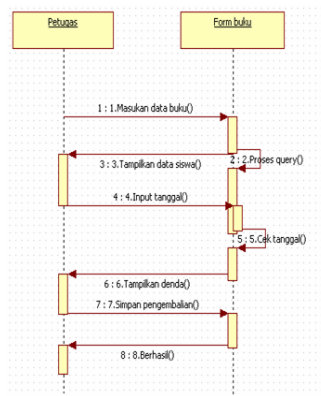 Petugas
Form buku
1 : 1.Masukan data buku()
2 : 2.Proses query()
3 : 3.Tampilkan data siswa()
4 : 4.Input tanggal()
5 : 5.Cek tanggal()
6 : 6.Tampilkan denda()
7 : 7.Simpan pengembalian()
8 : 8.Berhasil()